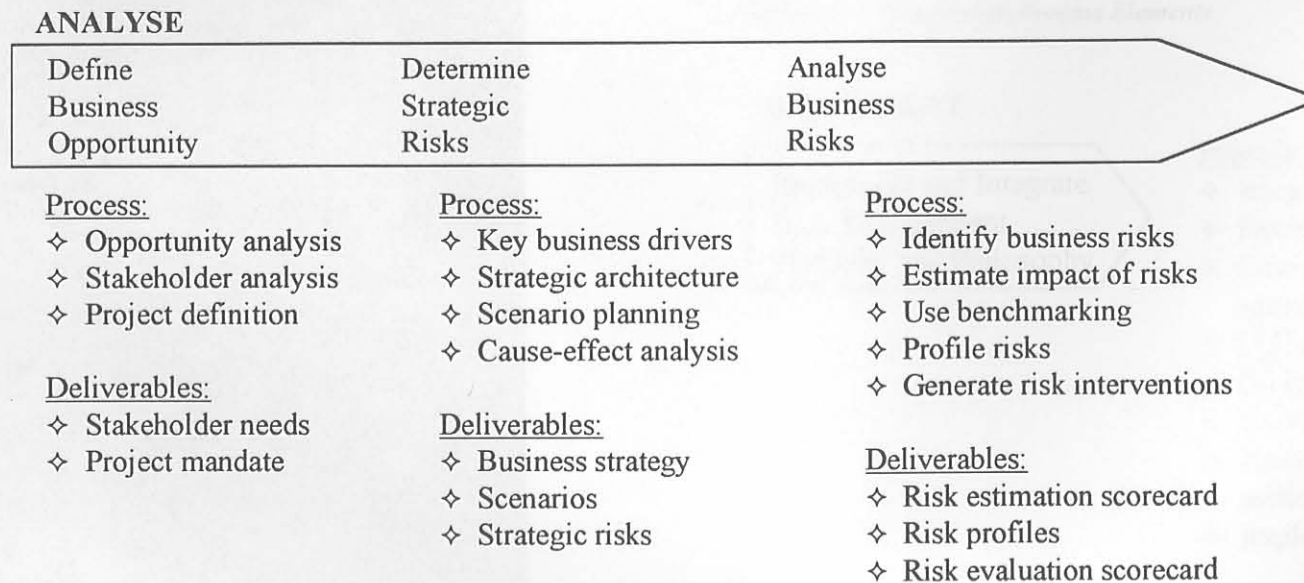 ANALYSE
Define
Business
Opportunity
Determine
Strategic
Risks
Analyse
Business
Risks
Process:
✧ Opportunity analysis
✧ Stakeholder analysis
✧ Project definition
Deliverables:
✧ Stakeholder needs
✧ Project mandate
Process:
✧ Key business drivers
✧ Strategic architecture
✧ Scenario planning
✧ Cause-effect analysis
Deliverables:
✧ Business strategy
✧ Scenarios
✧ Strategic risks
Process:
✧ Identify business risks
✧ Estimate impact of risks
✧ Use benchmarking
✧ Profile risks
✧ Generate risk interventions
Deliverables:
✧ Risk estimation scorecard
✧ Risk profiles
✧ Risk evaluation scorecard